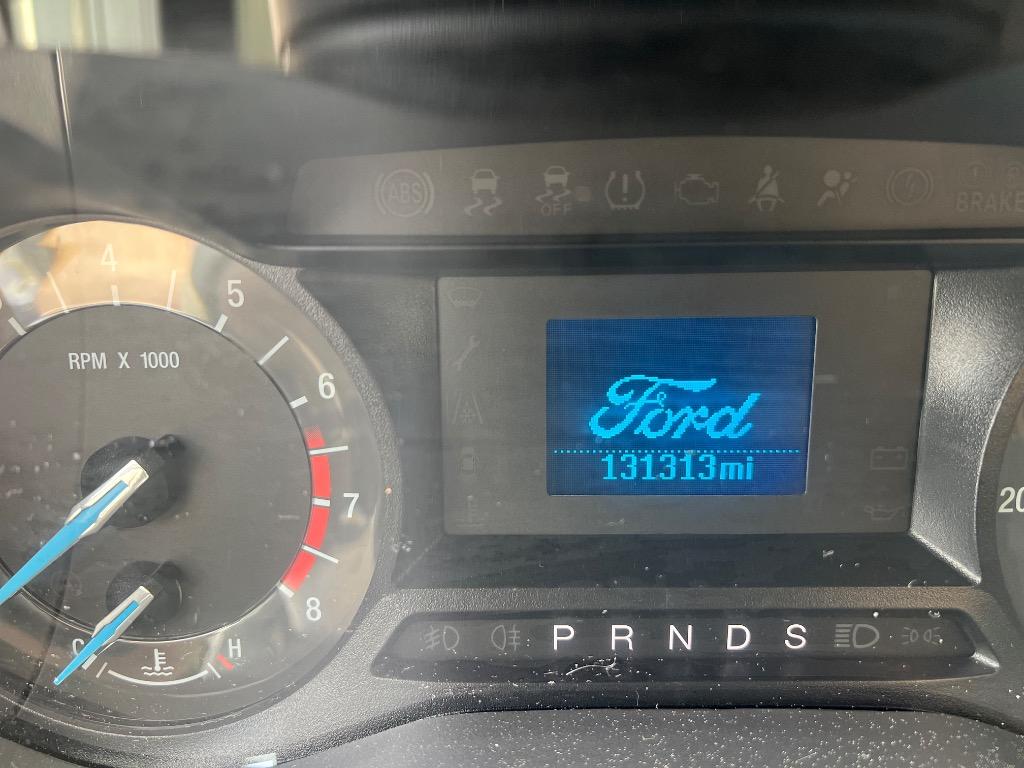 ABS OFF BRAKE
4
5
RPM X 1000
6
Ford
131313mi
7
20
8
P R N D S
C H